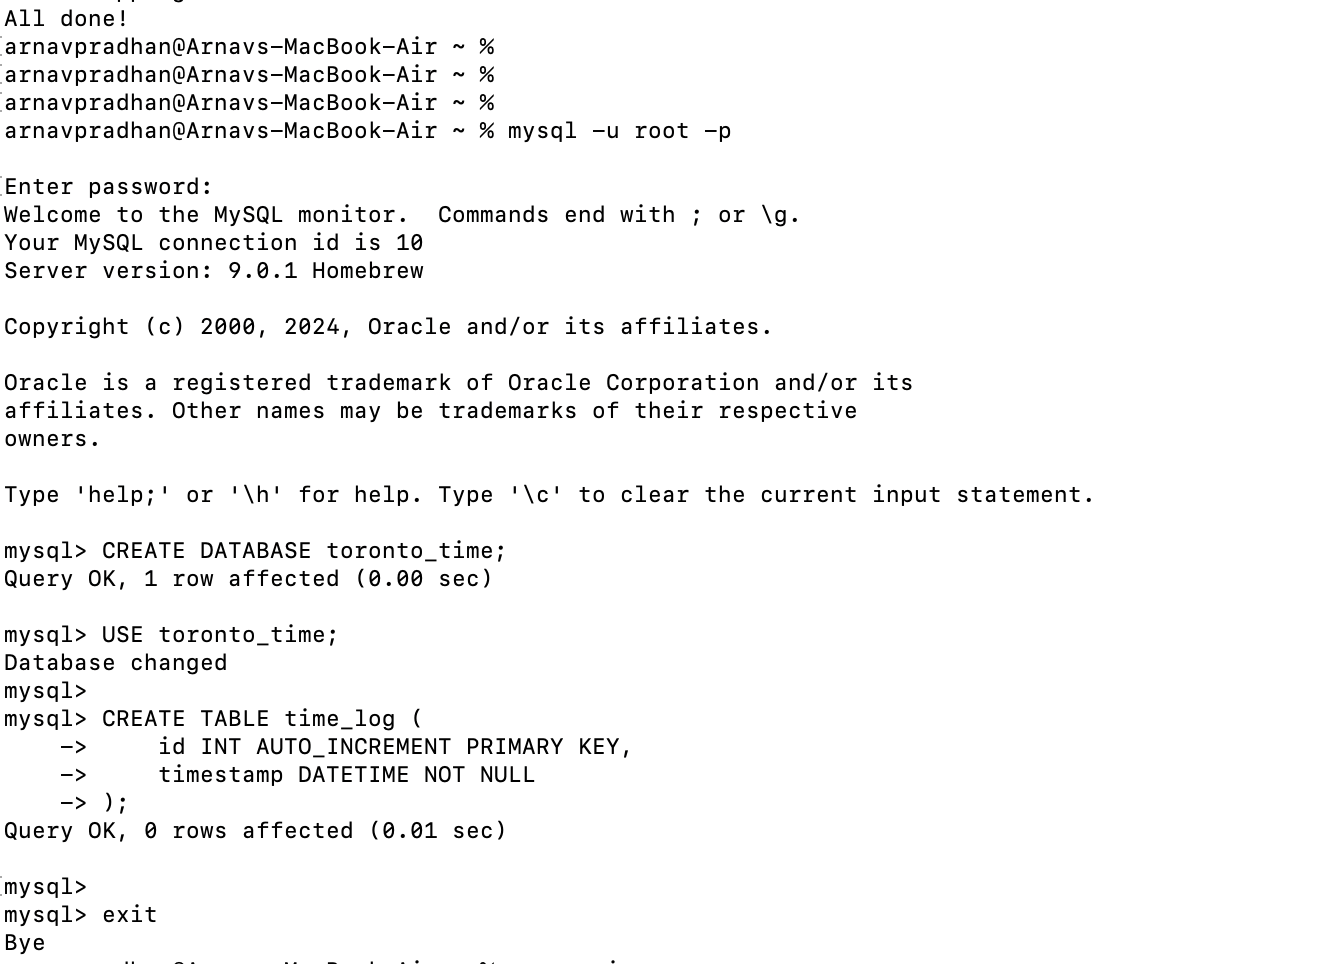 All done!
arnavpradhan@Arnavs-MacBook-Air ~ %
arnavpradhan@Arnavs-MacBook-Air ~ %
arnavpradhan@Arnavs-MacBook-Air ~ %
arnavpradhan@Arnavs-MacBook-Air ~ % mysql -u root -p
Enter password:
Welcome to the MySQL monitor.  Commands end with ; or \g.
Your MySQL connection id is 10
Server version: 9.0.1 Homebrew
Copyright (c) 2000, 2024, Oracle and/or its affiliates.
Oracle is a registered trademark of Oracle Corporation and/or its
affiliates. Other names may be trademarks of their respective
owners.
Type 'help;' or '\h' for help. Type '\c' to clear the current input statement.
mysql> CREATE DATABASE toronto_time;
Query OK, 1 row affected (0.00 sec)
mysql> USE toronto_time;
Database changed
mysql>
mysql> CREATE TABLE time_log (
    ->     id INT AUTO_INCREMENT PRIMARY KEY,
    ->     timestamp DATETIME NOT NULL
    -> );
Query OK, 0 rows affected (0.01 sec)
mysql>
mysql> exit
Bye